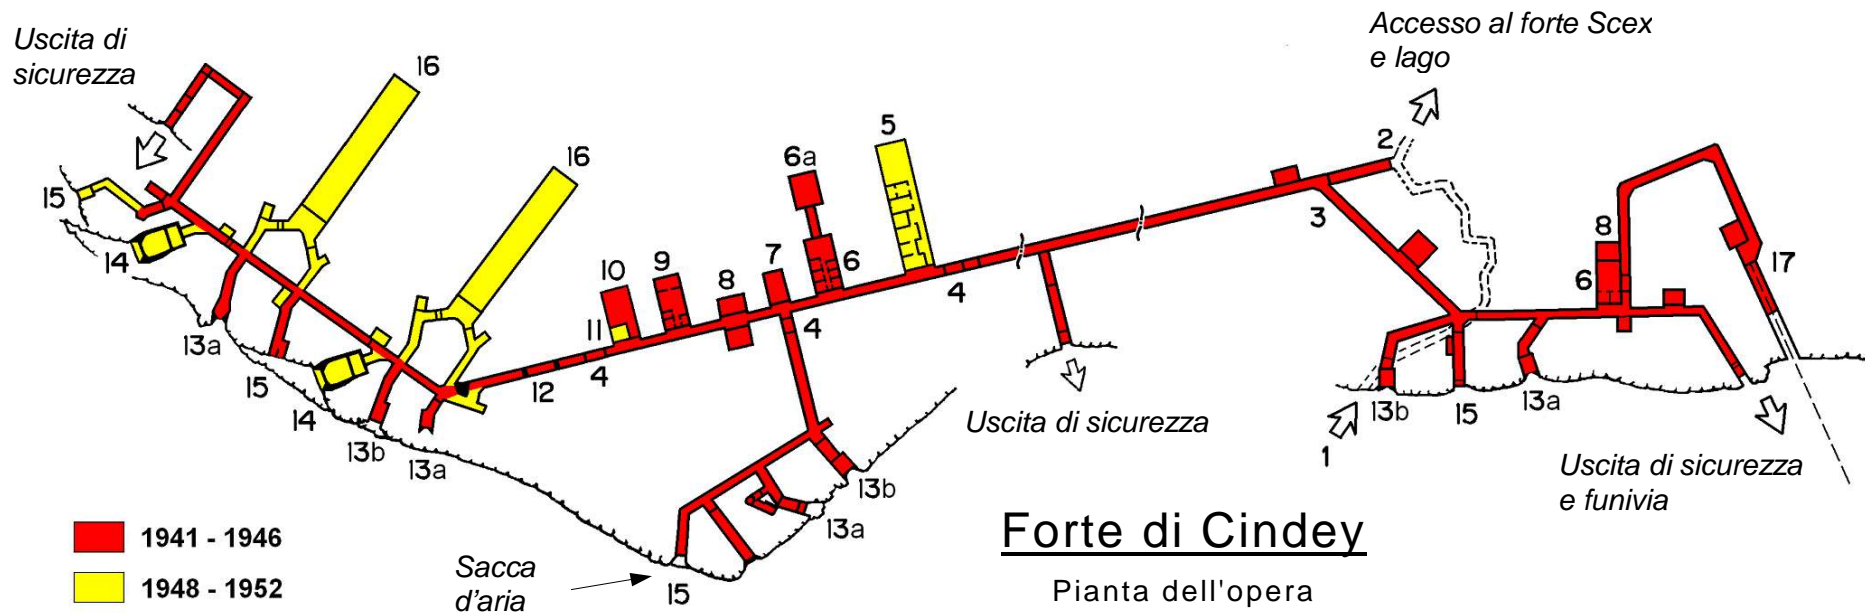 Uscita di
sicurezza
Accesso al forte Scex
e lago
16
16
5
6a
2
15
14
13a
15
14
13b
13a
10
9
8
7
6
11
12
4
4
4
3
8
6
17
13b
13a
15
Uscita di sicurezza
1
13b
15
13a
Uscita di sicurezza
e funivia
1941 - 1946
1948 - 1952
Sacca
d'aria
Forte di Cindey
Pianta dell'opera